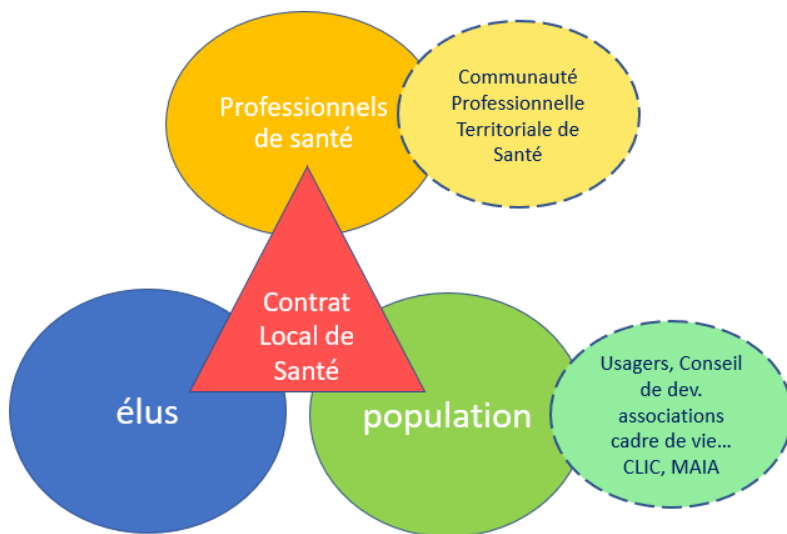 Professionnels
de santé
Communauté
Professionnelle
Territoriale de
Santé
Contrat
Local de
Santé
élus
population
Usagers, Conseil
de dev.
associations
cadre de vie…
CLIC, MAIA